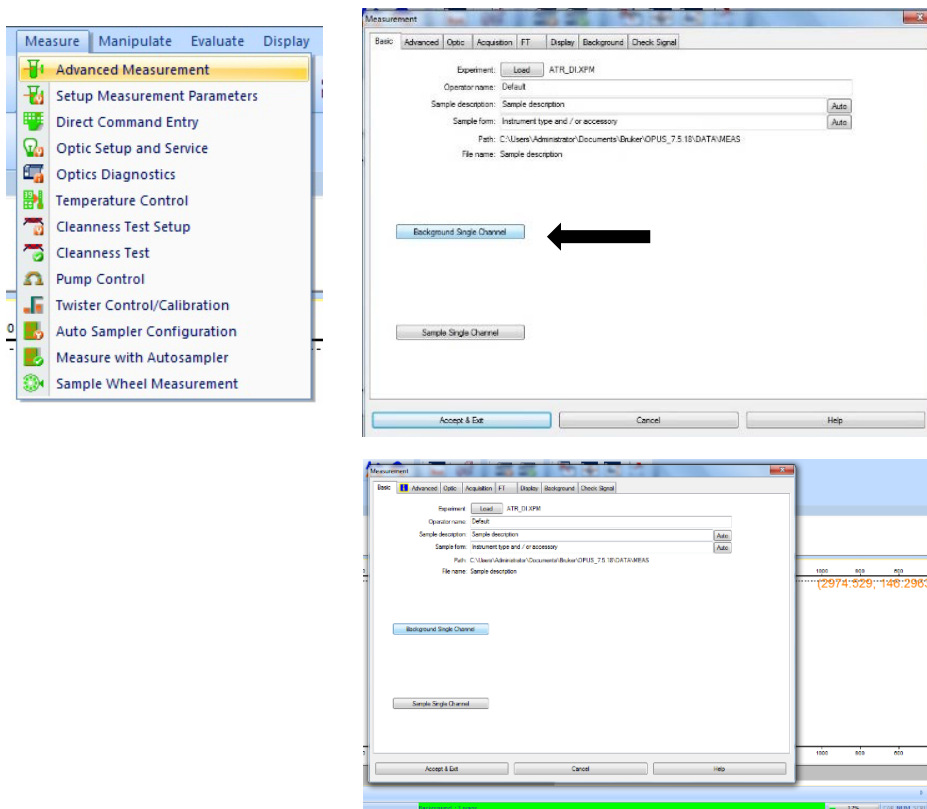 Measure Manipulate Evaluate Display
Advanced Measurement
Setup Measurement Parameters
Direct Command Entry
Optic Setup and Service
Optics Diagnostics
Temperature Control
Cleanness Test Setup
Cleanness Test
Pump Control
Twister Control/Calibration
Auto Sampler Configuration
Measure with Autosampler
Sample Wheel Measurement
0
Measurement
Basic Advanced Optic Acquisition FT Display Background Check Signal
Experiment: Load ATR_DI.XPM
Operator name: Default
Sample description: Sample description Auto
Sample form: Instrument type and / or accessory Auto
Path: C:\Users\Administrator\Documents\Bruker\OPUS_7.5.18\DATA\MEAS
File name: Sample description
Background Single Channel
Sample Single Channel
Accept & Exit Cancel Help
Measurement
Basic Advanced Optic Acquisition FT Display Background Check Signal
Experiment: Load ATR_DI.XPM
Operator name: Default
Sample description: Sample description Auto
Sample form: Instrument type and / or accessory Auto
Path: C:\Users\Administrator\Documents\Bruker\OPUS_7.5.18\DATA\MEAS
File name: Sample description
1000 800 600
Background Single Channel
Sample Single Channel
1000 800 600
Accept & Exit Cancel Help